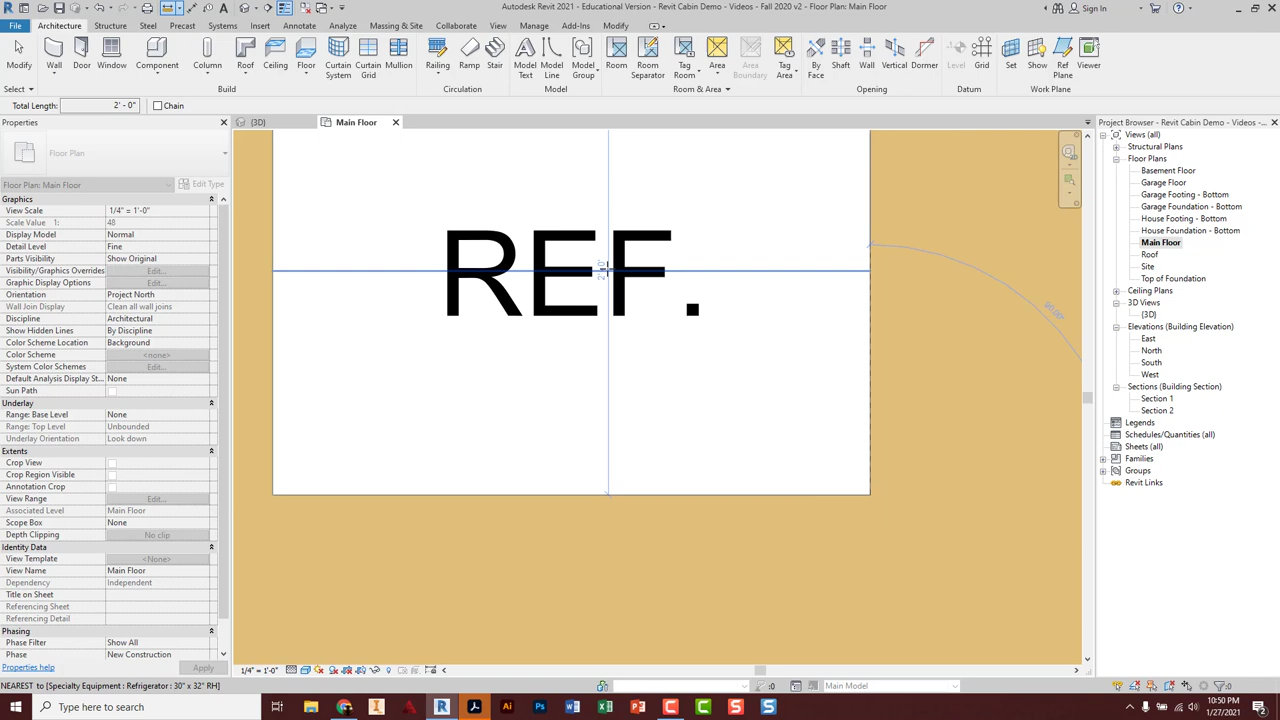 Autodesk Revit 2021 - Educational Version - Revit Cabin Demo - Videos - Fall 2020 v2 - Floor Plan: Main Floor
Sign In
File Architecture Structure Steel Precast Systems Insert Annotate Analyze Massing & Site Collaborate View Manage Add-Ins Modify
Modify Wall Door Window Component Column Roof Ceiling Floor Curtain System Curtain Grid Mullion Railing Ramp Stair Model Text Model Line Model Group Room Room Separator Tag Room Area Area Boundary Tag Area By Face Shaft Wall Vertical Dormer Level Grid Set Show Ref Plane Viewer
Select Build Circulation Model Room & Area Opening Datum Work Plane
Total Length: 2' - 0" Chain
Properties
(3D)
Main Floor
Project Browser - Revit Cabin Demo - Videos -...
Floor Plan
Floor Plan: Main Floor Edit Type
Graphics
View Scale 1/4" = 1'-0"
Scale Value 1: 48
Display Model Normal
Detail Level Fine
Parts Visibility Show Original
Visibility/Graphics Overrides Edit...
Graphic Display Options Edit...
Orientation Project North
Wall Join Display Clean all wall joins
Discipline Architectural
Show Hidden Lines By Discipline
Color Scheme Location Background
Color Scheme <none>
System Color Schemes Edit...
Default Analysis Display St... None
Sun Path
Underlay
Range: Base Level None
Range: Top Level Unbounded
Underlay Orientation Look down
Extents
Crop View
Crop Region Visible
Annotation Crop
View Range Edit...
Associated Level Main Floor
Scope Box None
Depth Clipping No clip
Identity Data
View Template <None>
View Name Main Floor
Dependency Independent
Title on Sheet
Referencing Sheet
Referencing Detail
Phasing
Phase Filter Show All
Phase New Construction
Properties help Apply
REF.
90.00°
Views (all)
Structural Plans
Floor Plans
Basement Floor
Garage Floor
Garage Footing - Bottom
Garage Foundation - Bottom
House Footing - Bottom
House Foundation - Bottom
Main Floor
Roof
Site
Top of Foundation
Ceiling Plans
3D Views
{3D}
Elevations (Building Elevation)
East
North
South
West
Sections (Building Section)
Section 1
Section 2
Legends
Schedules/Quantities (all)
Sheets (all)
Families
Groups
Revit Links
1/4" = 1'-0"
NEAREST to [Specialty Equipment : Refrigerator : 30" x 32" RH]
:0
Main Model
:0
Type here to search
10:50 PM
1/27/2021